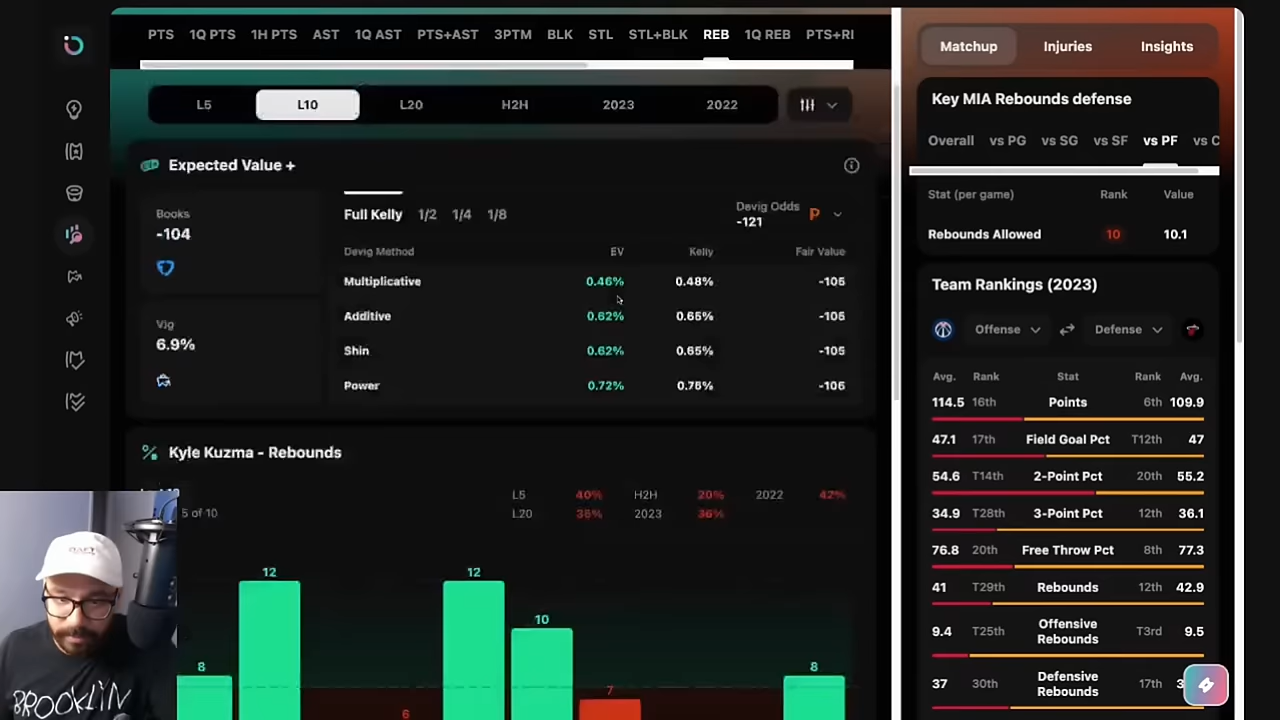 PTS 1Q PTS 1H PTS AST 1Q AST PTS+AST 3PTM BLK STL STL+BLK REB 1Q REB PTS+RI
L5 L10 L20 H2H 2023 2022
Expected Value +
Books
-104
Vig
6.9%
Full Kelly 1/2 1/4 1/8
Devig Odds
-121
P
Devig Method EV Kelly Fair Value
Multiplicative 0.46% 0.48% -105
Additive 0.62% 0.65% -105
Shin 0.62% 0.65% -105
Power 0.72% 0.75% -106
Kyle Kuzma - Rebounds
5 of 10
L5 40% H2H 20% 2022 42%
L20 36% 2023 36%
8
12
6
12
10
7
8
Matchup Injuries Insights
Key MIA Rebounds defense
Overall vs PG vs SG vs SF vs PF vs C
Stat (per game) Rank Value
Rebounds Allowed 10 10.1
Team Rankings (2023)
Offense Defense
Avg. Rank Stat Rank Avg.
114.5 16th Points 6th 109.9
47.1 17th Field Goal Pct T12th 47
54.6 T14th 2-Point Pct 20th 55.2
34.9 T28th 3-Point Pct 12th 36.1
76.8 20th Free Throw Pct 8th 77.3
41 T29th Rebounds 12th 42.9
9.4 T25th Offensive Rebounds T3rd 9.5
37 30th Defensive Rebounds 17th 3
BROOKLIN